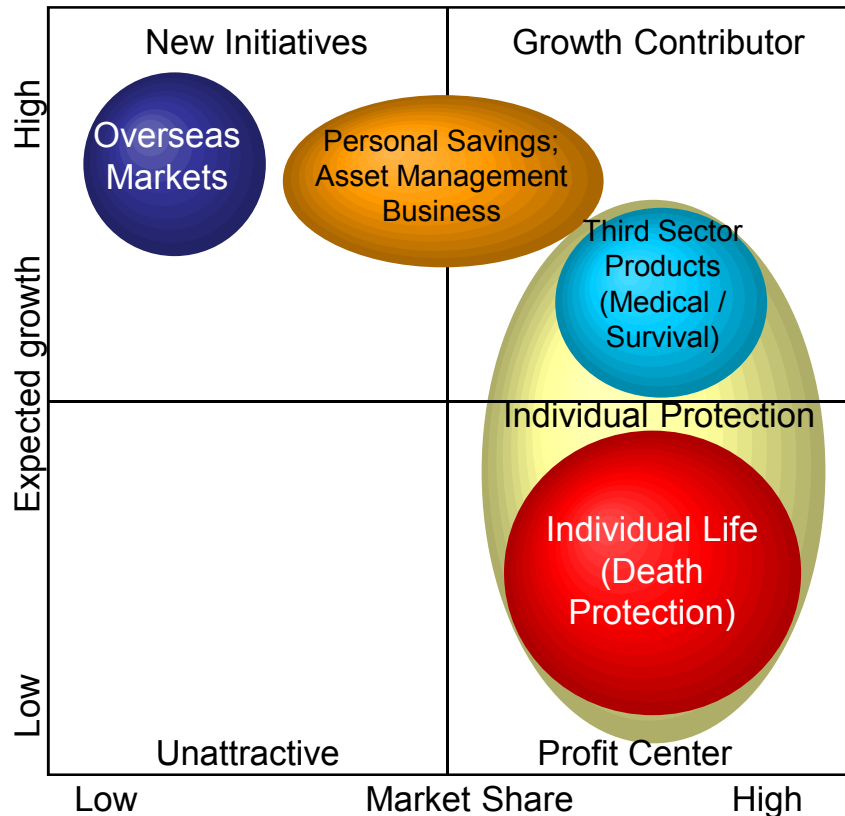 New Initiatives
Growth Contributor
High
Overseas
Markets
Personal Savings;
Asset Management
Business
Third Sector
Products
(Medical /
Survival)
Expected growth
Individual Protection
Individual Life
(Death
Protection)
Low
Unattractive
Profit Center
Low
Market Share
High